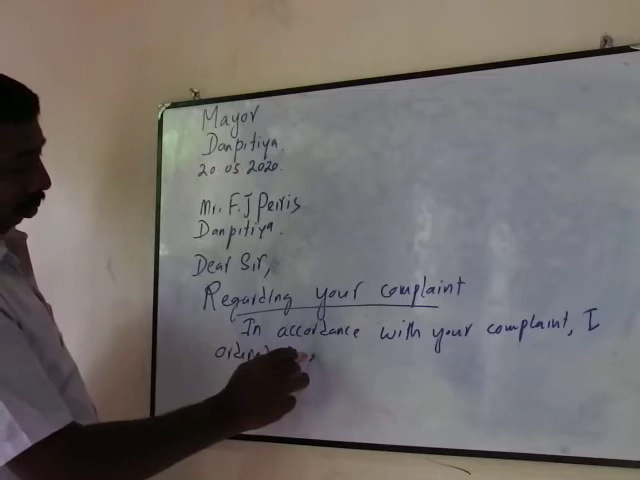 Mayor
Danpitiya.
20 05 2020.
Mr. F. J Peiris
Danpitiya.
Dear Sir,
Regarding your complaint
In accordance with your complaint, I